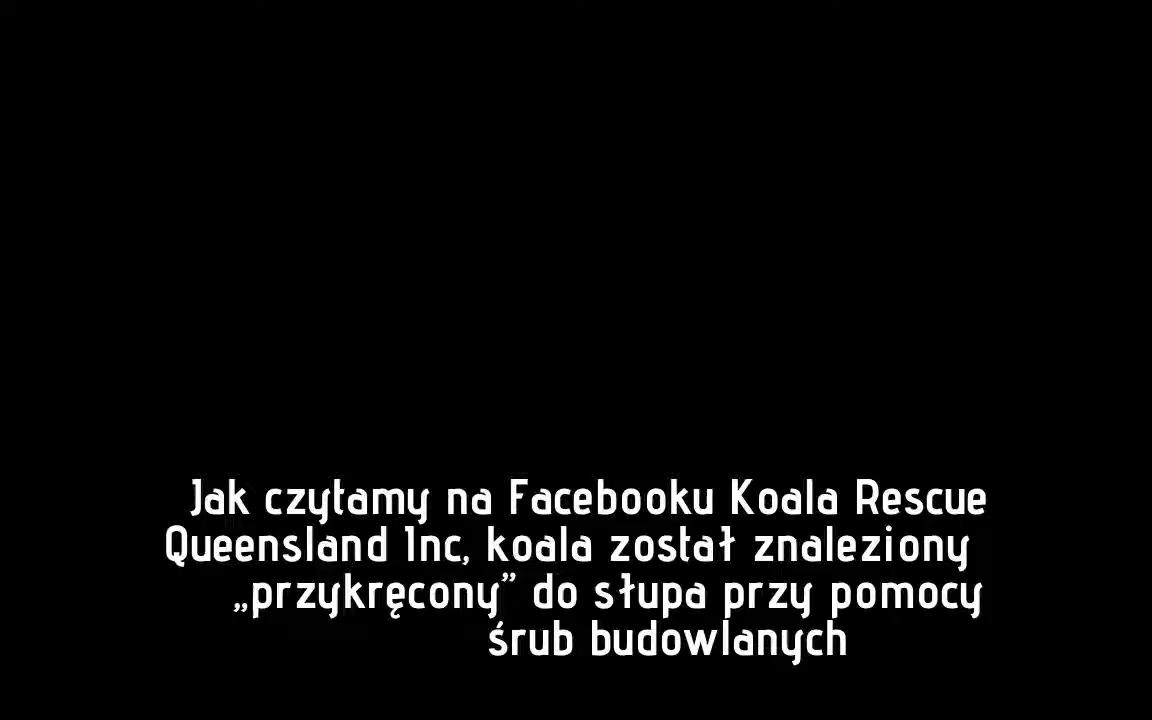 Jak czytamy na Facebooku Koala Rescue
Queensland Inc, koala został znaleziony
„przykręcony” do słupa przy pomocy
śrub budowlanych